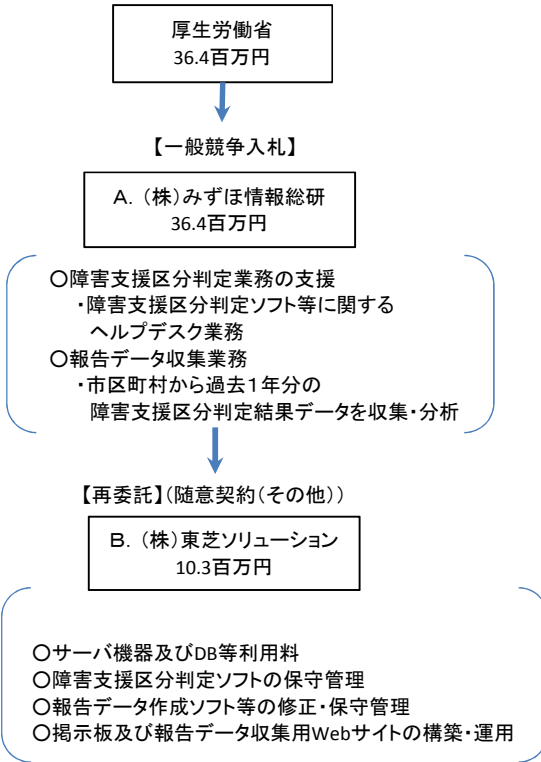 厚生労働省
36.4百万円
【一般競争入札】
A．（株）みずほ情報総研
36.4百万円
○障害支援区分判定業務の支援
・障害支援区分判定ソフト等に関する
ヘルプデスク業務
○報告データ収集業務
・市区町村から過去１年分の
障害支援区分判定結果データを収集・分析
【再委託】（随意契約（その他））
B．（株）東芝ソリューション
10.3百万円
○サーバ機器及びDB等利用料
○障害支援区分判定ソフトの保守管理
○報告データ作成ソフト等の修正・保守管理
○掲示板及び報告データ収集用Webサイトの構築・運用